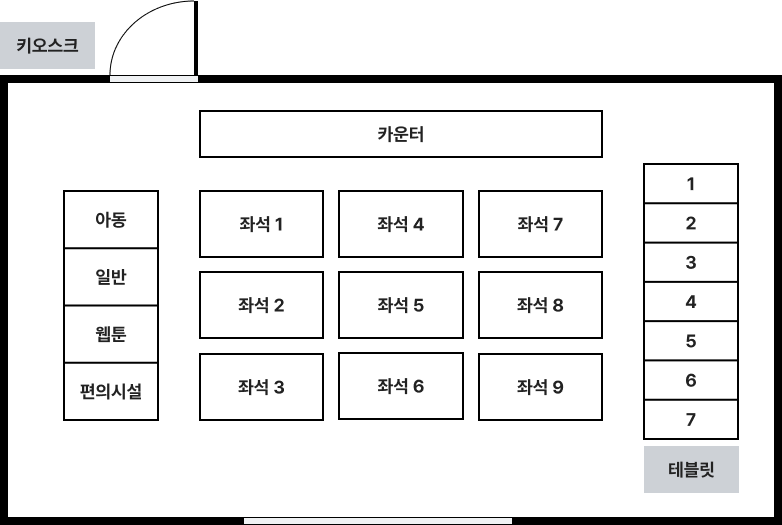 키오스크
카운터
아동
일반
웹툰
편의시설
좌석 1
좌석 4
좌석 7
좌석 2
좌석 5
좌석 8
좌석 3
좌석 6
좌석 9
1
2
3
4
5
6
7
테블릿